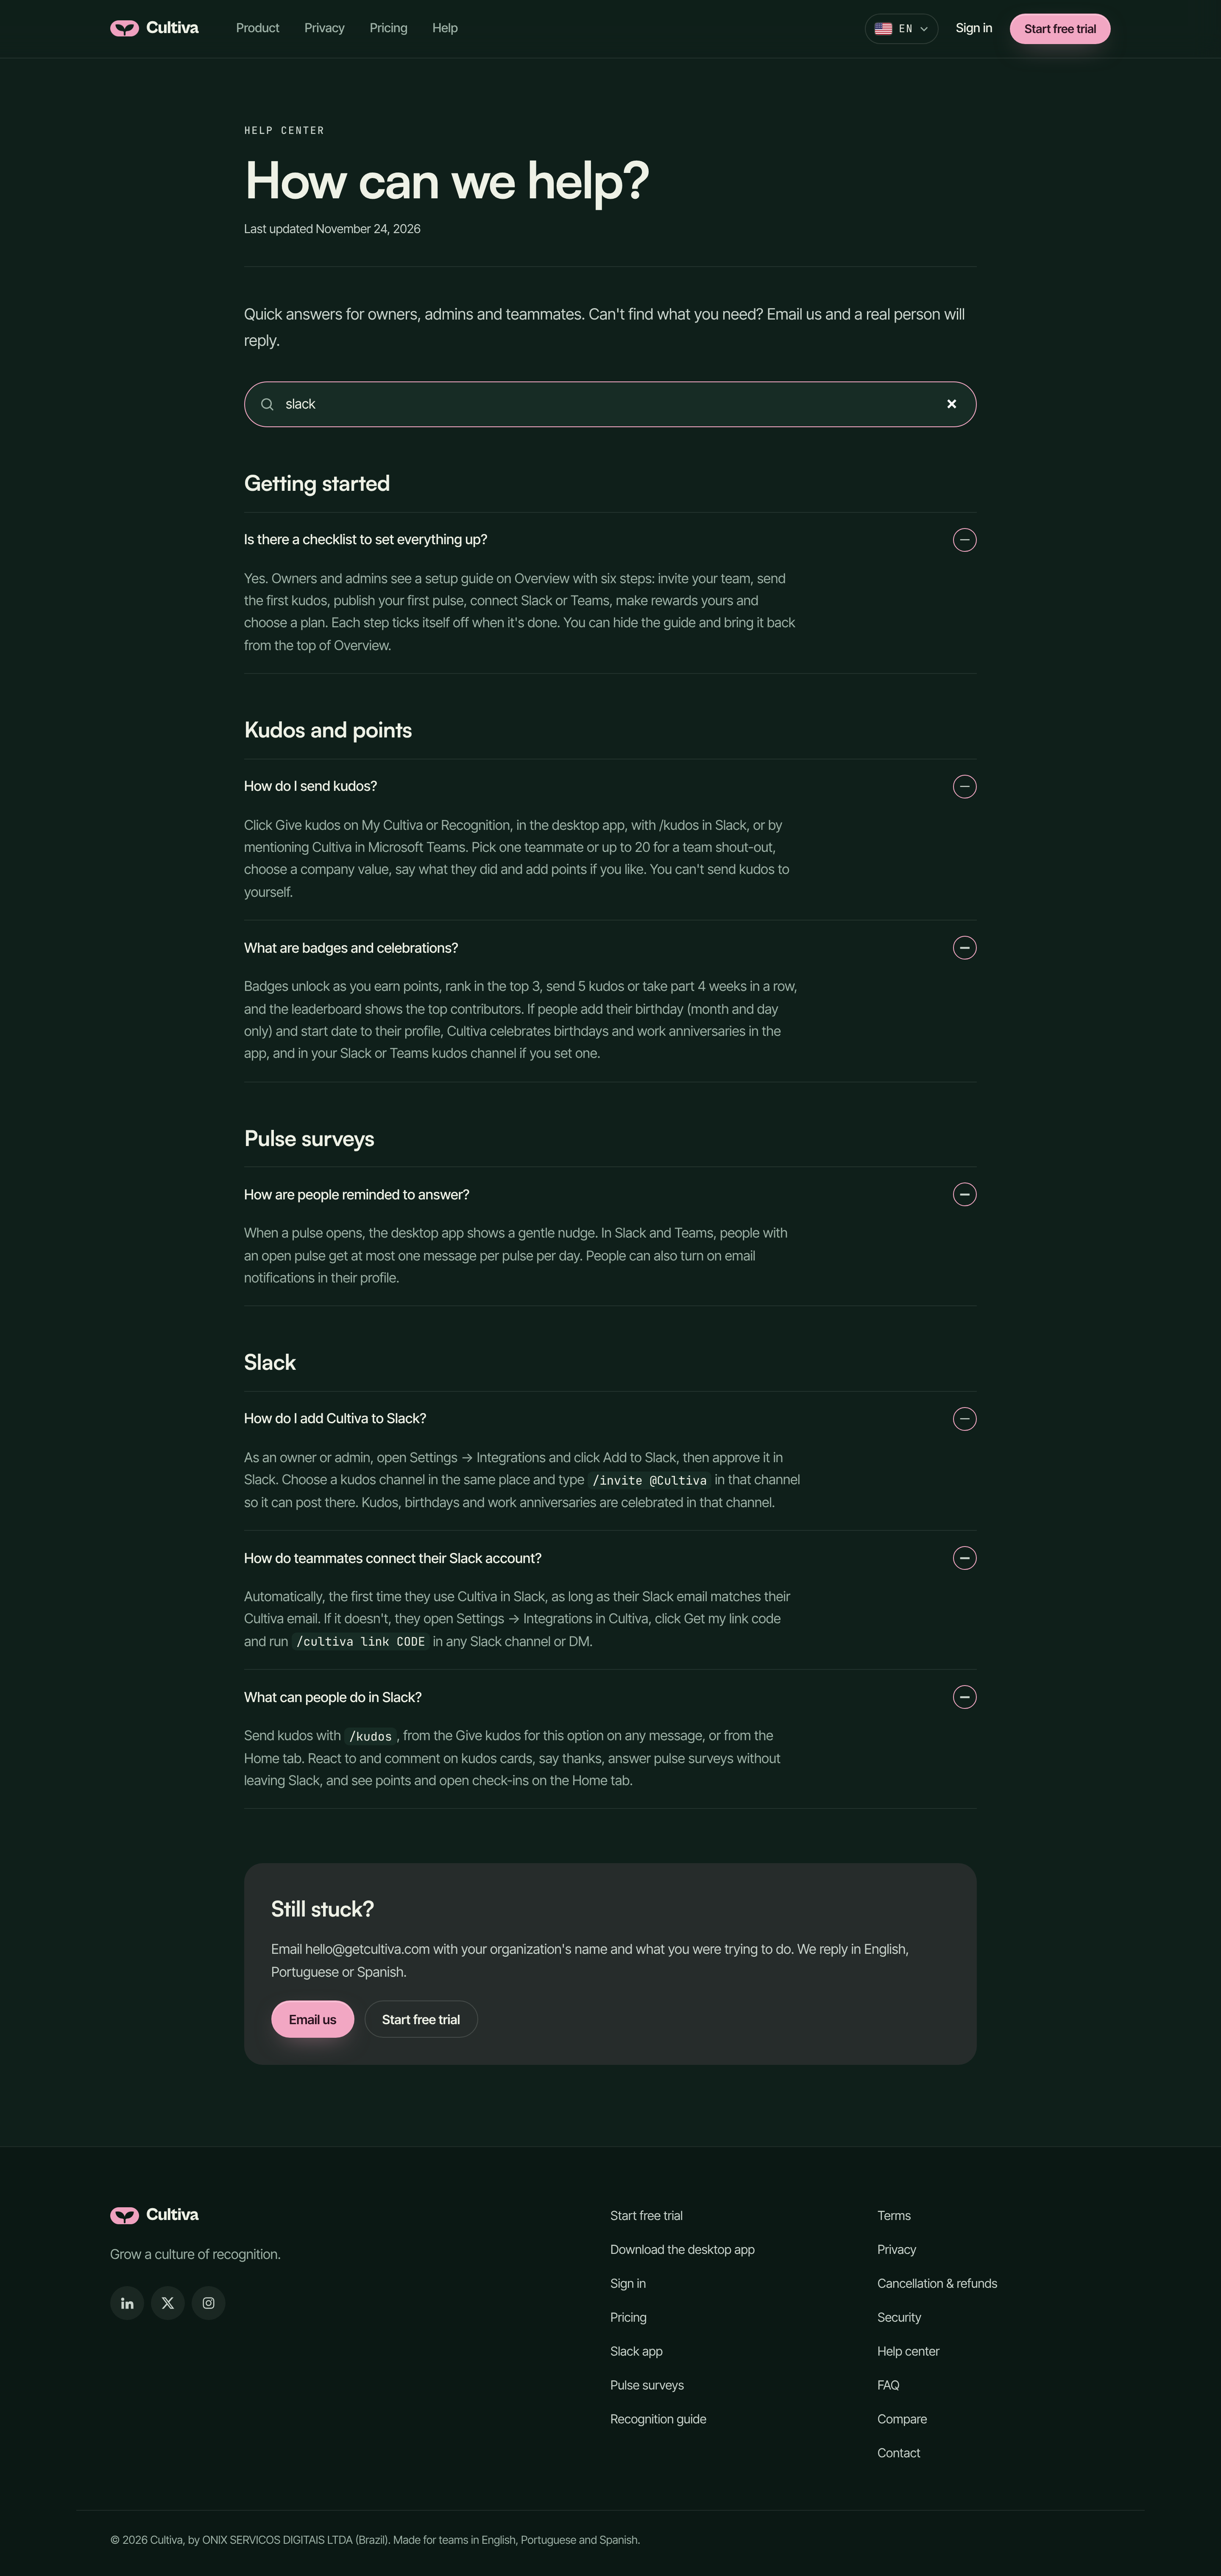 Cultiva
Product
Privacy
Pricing
Help
EN
Sign in
Start free trial
HELP CENTER
How can we help?
Last updated November 24, 2026
Quick answers for owners, admins and teammates. Can't find what you need? Email us and a real person will
reply.
slack
Getting started
Is there a checklist to set everything up?
Yes. Owners and admins see a setup guide on Overview with six steps: invite your team, send
the first kudos, publish your first pulse, connect Slack or Teams, make rewards yours and
choose a plan. Each step ticks itself off when it's done. You can hide the guide and bring it back
from the top of Overview.
Kudos and points
How do I send kudos?
Click Give kudos on My Cultiva or Recognition, in the desktop app, with /kudos in Slack, or by
mentioning Cultiva in Microsoft Teams. Pick one teammate or up to 20 for a team shout-out,
choose a company value, say what they did and add points if you like. You can't send kudos to
yourself.
What are badges and celebrations?
Badges unlock as you earn points, rank in the top 3, send 5 kudos or take part 4 weeks in a row,
and the leaderboard shows the top contributors. If people add their birthday (month and day
only) and start date to their profile, Cultiva celebrates birthdays and work anniversaries in the
app, and in your Slack or Teams kudos channel if you set one.
Pulse surveys
How are people reminded to answer?
When a pulse opens, the desktop app shows a gentle nudge. In Slack and Teams, people with
an open pulse get at most one message per pulse per day. People can also turn on email
notifications in their profile.
Slack
How do I add Cultiva to Slack?
As an owner or admin, open Settings → Integrations and click Add to Slack, then approve it in
Slack. Choose a kudos channel in the same place and type /invite @Cultiva in that channel
so it can post there. Kudos, birthdays and work anniversaries are celebrated in that channel.
How do teammates connect their Slack account?
Automatically, the first time they use Cultiva in Slack, as long as their Slack email matches their
Cultiva email. If it doesn't, they open Settings → Integrations in Cultiva, click Get my link code
and run /cultiva link CODE in any Slack channel or DM.
What can people do in Slack?
Send kudos with /kudos, from the Give kudos for this option on any message, or from the
Home tab. React to and comment on kudos cards, say thanks, answer pulse surveys without
leaving Slack, and see points and open check-ins on the Home tab.
Still stuck?
Email hello@getcultiva.com with your organization's name and what you were trying to do. We reply in English,
Portuguese or Spanish.
Email us
Start free trial
Cultiva
Grow a culture of recognition.
Start free trial
Download the desktop app
Sign in
Pricing
Slack app
Pulse surveys
Recognition guide
Terms
Privacy
Cancellation & refunds
Security
Help center
FAQ
Compare
Contact
© 2026 Cultiva, by ONIX SERVICOS DIGITAIS LTDA (Brazil). Made for teams in English, Portuguese and Spanish.